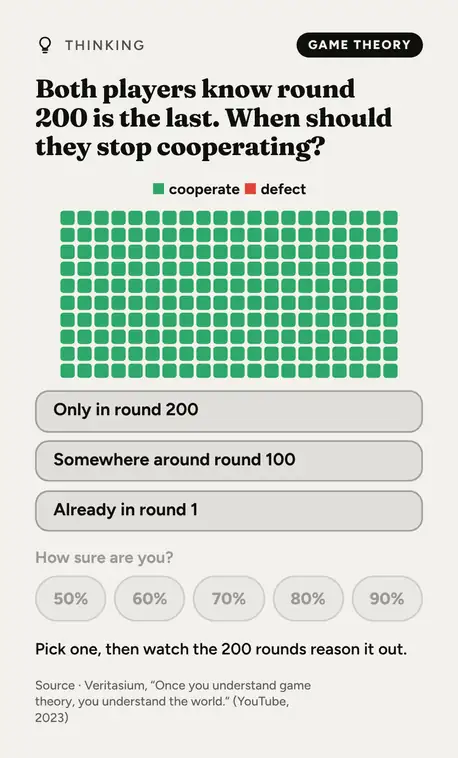 THINKING
GAME THEORY
Both players know round
200 is the last. When should
they stop cooperating?
cooperate defect
Only in round 200
Somewhere around round 100
Already in round 1
How sure are you?
50% 60% 70% 80% 90%
Pick one, then watch the 200 rounds reason it out.
Source · Veritasium, “Once you understand game
theory, you understand the world.” (YouTube,
2023)